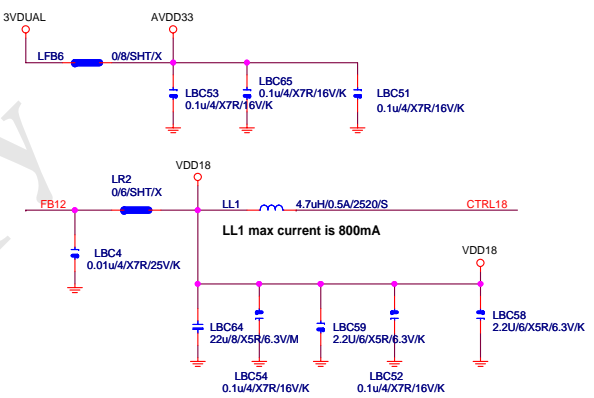 3VDUAL
AVDD33
LFB6
0/8/SHT/X
LBC53
0.1u/4/X7R/16V/K
LBC65
0.1u/4/X7R/16V/K
LBC51
0.1u/4/X7R/16V/K
VDD18
LR2
0/6/SHT/X
FB12
LL1
4.7uH/0.5A/2520/S
CTRL18
LL1 max current is 800mA
LBC4
0.01u/4/X7R/25V/K
VDD18
LBC64
22u/8/X5R/6.3V/M
LBC59
2.2U/6/X5R/6.3V/K
LBC58
2.2U/6/X5R/6.3V/K
LBC54
0.1u/4/X7R/16V/K
LBC52
0.1u/4/X7R/16V/K
y